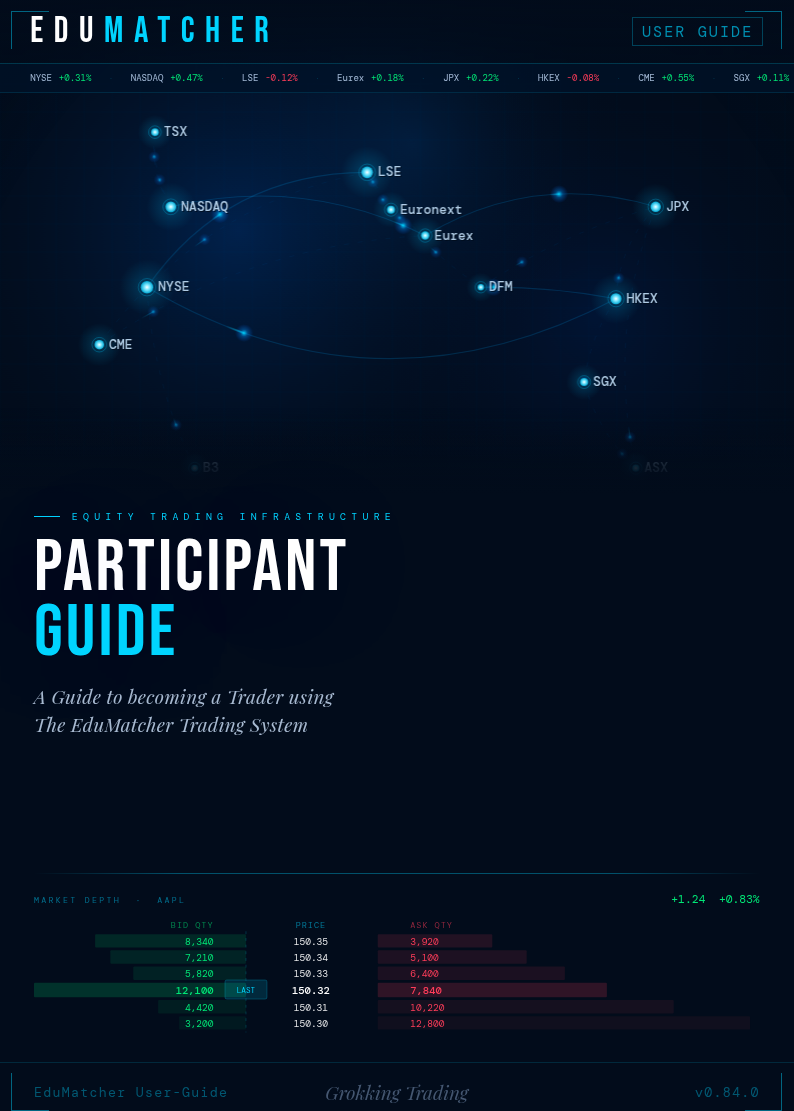 EDUMATCHER
USER GUIDE
NYSE +0.31% NASDAQ +0.47% LSE -0.12% Eurex +0.18% JPX +0.22% HKEX -0.08% CME +0.55% SGX +0.11%
TSX
LSE
NASDAQ
Euronext
JPX
Eurex
NYSE
DFM
HKEX
CME
SGX
B3
ASX
EQUITY TRADING INFRASTRUCTURE
PARTICIPANT
GUIDE
A Guide to becoming a Trader using
The EduMatcher Trading System
MARKET DEPTH · AAPL
+1.24 +0.83%
BID QTY PRICE ASK QTY
8,340 150.35 3,920
7,210 150.34 5,100
5,820 150.33 6,400
12,100 LAST 150.32 7,840
4,420 150.31 10,220
3,200 150.30 12,800
EduMatcher User-Guide
Grokking Trading
v0.84.0